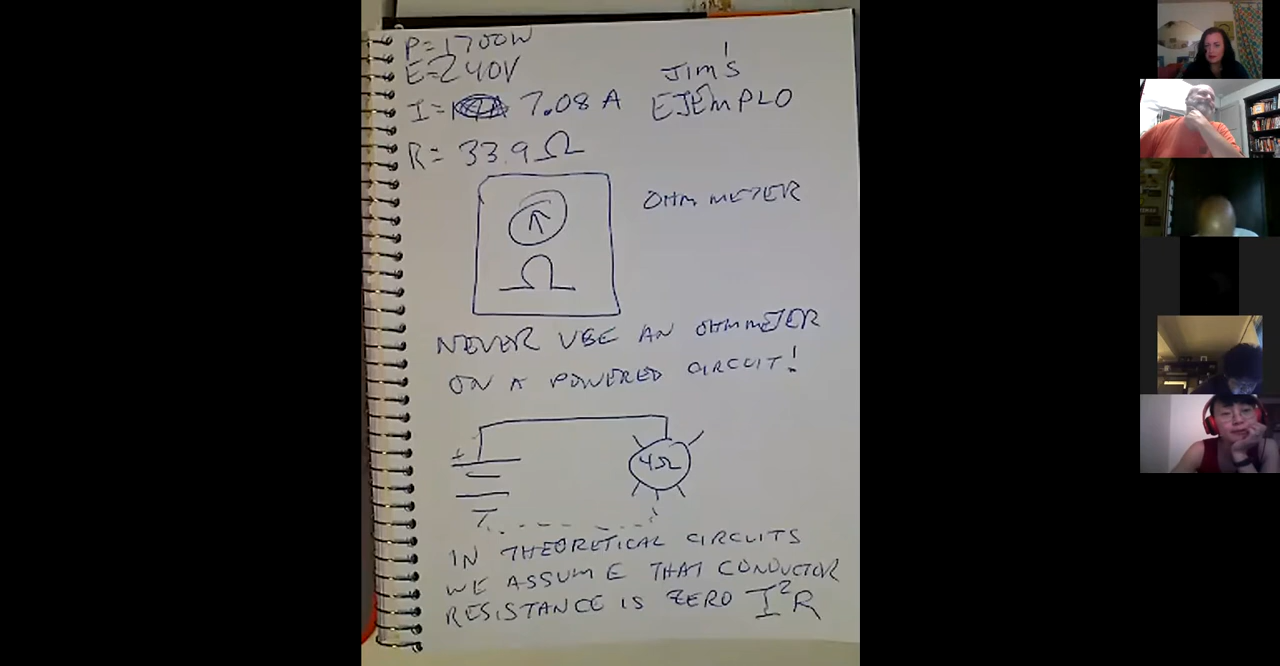 P=1700W
E=240V
I= 7.08 A
R= 33.9Ω
JIM'S
EJEMPLO
OHM METER
Ω
NEVER USE AN OHMMETER
ON A POWERED CIRCUIT!
+
4Ω
-
IN THEORETICAL CIRCUITS
WE ASSUME THAT CONDUCTOR
RESISTANCE IS ZERO I²R